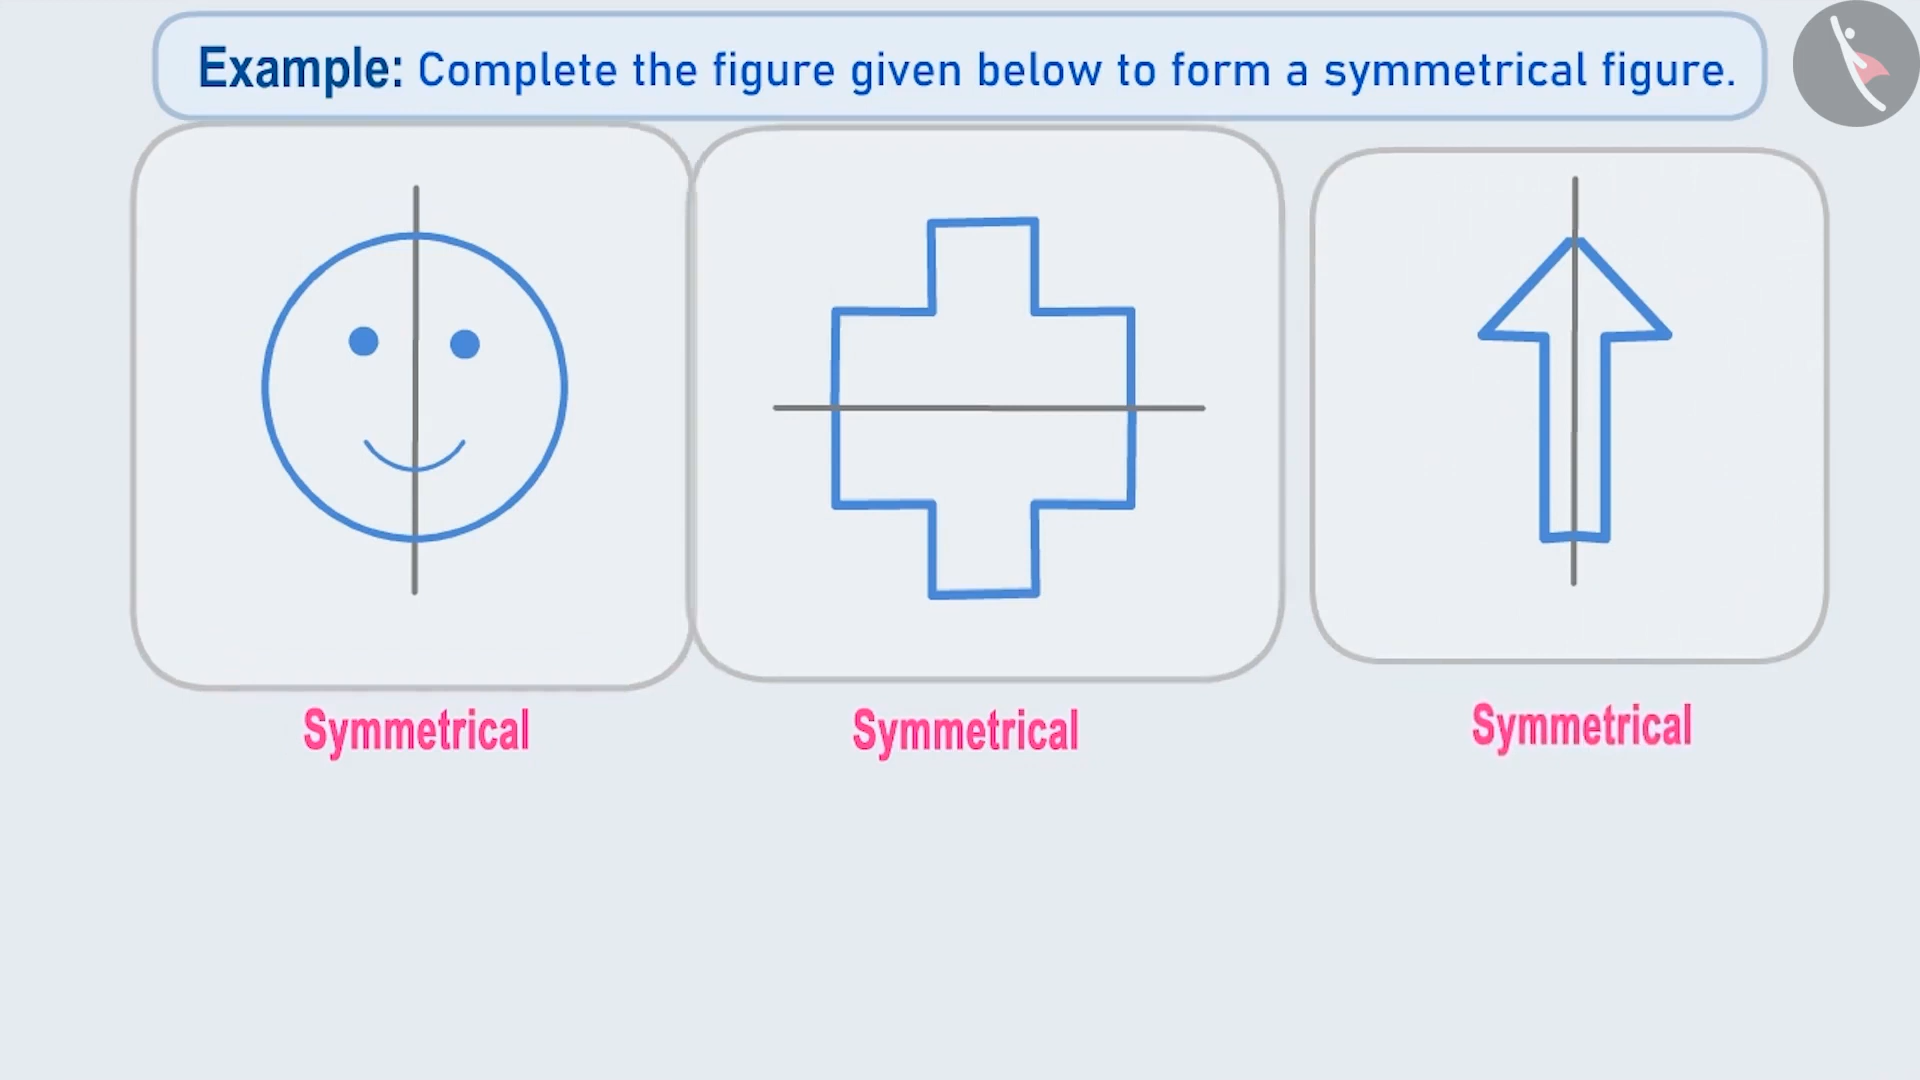 Example: Complete the figure given below to form a symmetrical figure.
Symmetrical
Symmetrical
Symmetrical